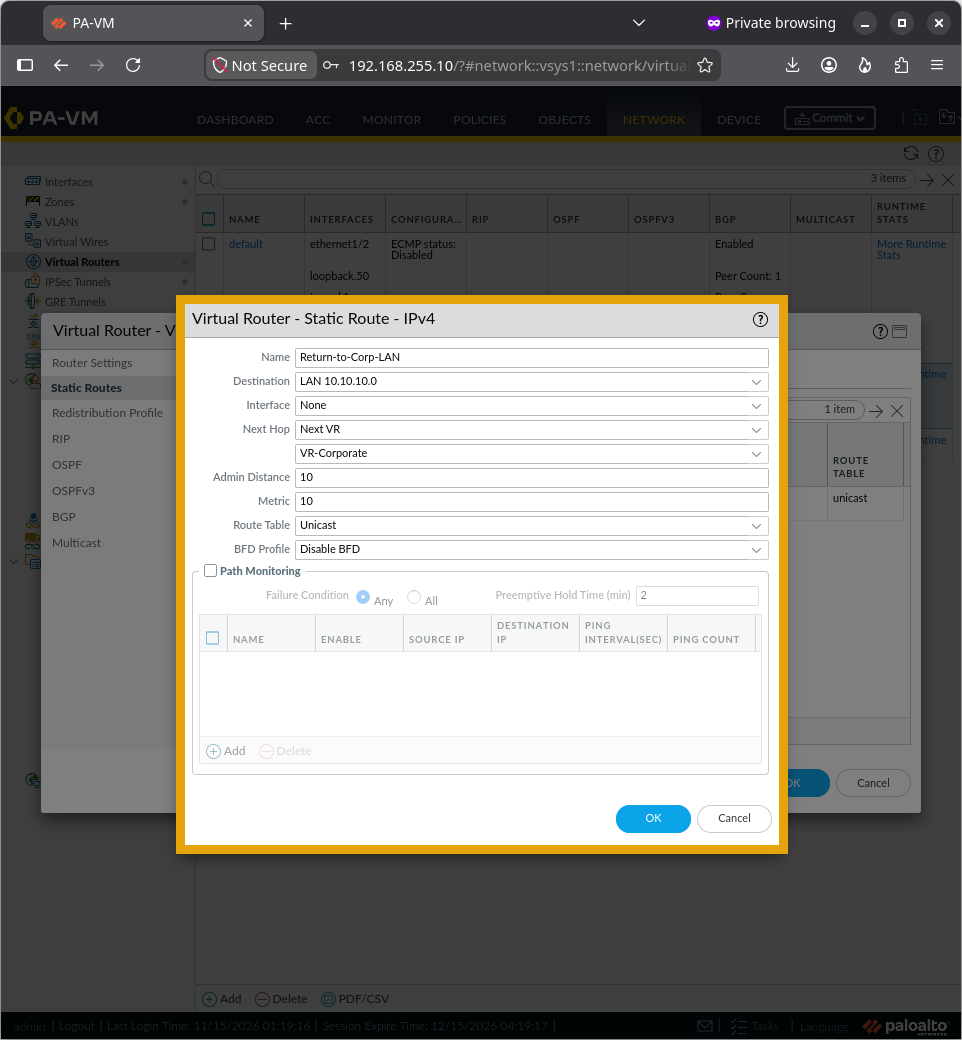 PA-VM
Private browsing
Not Secure
192.168.255.10/?#network::vsys1::network/virtua
PA-VM
DASHBOARD
ACC
MONITOR
POLICIES
OBJECTS
NETWORK
DEVICE
Commit
Interfaces
Zones
VLANs
Virtual Wires
Virtual Routers
IPSec Tunnels
GRE Tunnels
3 items
NAME
INTERFACES
CONFIGURA...
RIP
OSPF
OSPFV3
BGP
MULTICAST
RUNTIME
STATS
default
ethernet1/2
ECMP status:
Disabled
Enabled
More Runtime
Stats
loopback.50
Peer Count: 1
Virtual Router - V
Router Settings
Static Routes
Redistribution Profile
RIP
OSPF
OSPFv3
BGP
Multicast
1 item
ROUTE
TABLE
unicast
OK
Cancel
Virtual Router - Static Route - IPv4
Name
Return-to-Corp-LAN
Destination
LAN 10.10.10.0
Interface
None
Next Hop
Next VR
VR-Corporate
Admin Distance
10
Metric
10
Route Table
Unicast
BFD Profile
Disable BFD
Path Monitoring
Failure Condition
Any
All
Preemptive Hold Time (min)
2
NAME
ENABLE
SOURCE IP
DESTINATION
IP
PING
INTERVAL(SEC)
PING COUNT
Add
Delete
OK
Cancel
Add
Delete
PDF/CSV
admin
Logout
Last Login Time: 11/15/2026 01:19:16
Session Expire Time: 12/15/2026 04:19:17
Tasks
Language
paloalto
NETWORKS